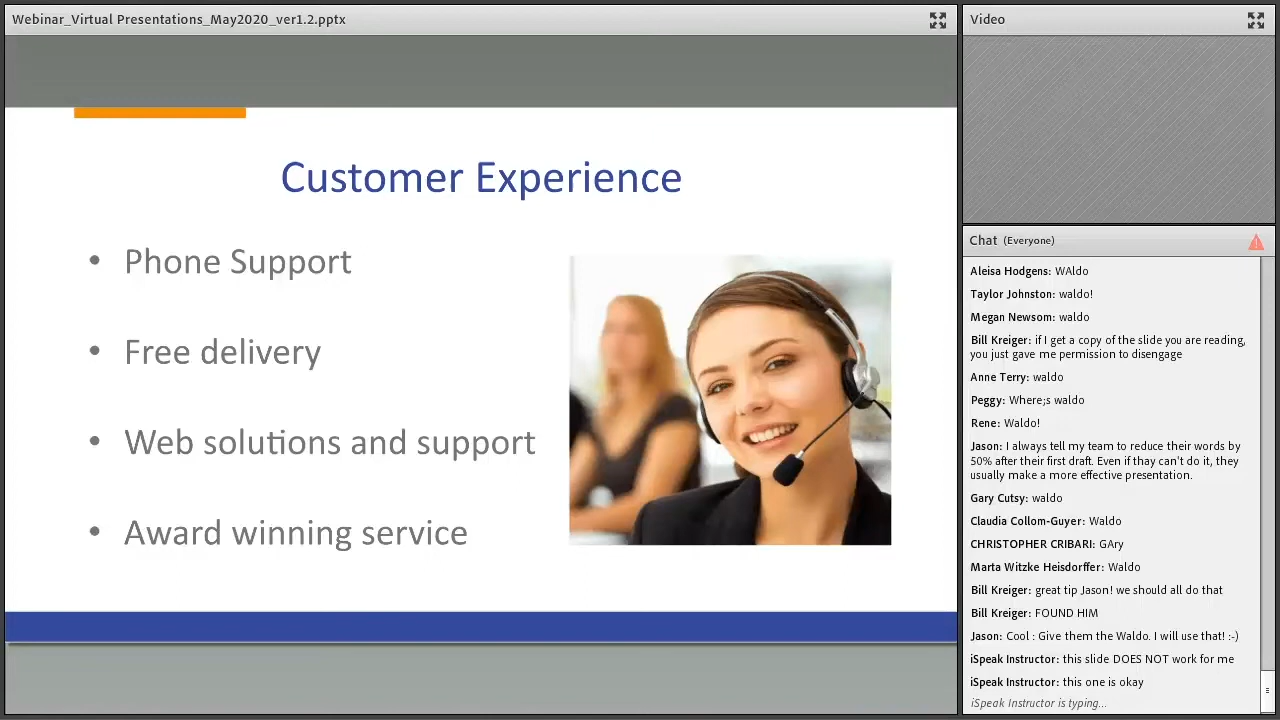 Webinar_Virtual Presentations_May2020_ver1.2.pptx
Customer Experience
• Phone Support
• Free delivery
• Web solutions and support
• Award winning service
Video
Chat (Everyone)
Aleisa Hodgens: WAldo
Taylor Johnston: waldo!
Megan Newsom: waldo
Bill Kreiger: if I get a copy of the slide you are reading,
you just gave me permission to disengage
Anne Terry: waldo
Peggy: Where;s waldo
Rene: Waldo!
Jason: I always tell my team to reduce their words by
50% after their first draft. Even if thay can't do it, they
usually make a more effective presentation.
Gary Cutsy: waldo
Claudia Collom-Guyer: Waldo
CHRISTOPHER CRIBARI: GAry
Marta Witzke Heisdorffer: Waldo
Bill Kreiger: great tip Jason! we should all do that
Bill Kreiger: FOUND HIM
Jason: Cool : Give them the Waldo. I will use that! :-)
iSpeak Instructor: this slide DOES NOT work for me
iSpeak Instructor: this one is okay
iSpeak Instructor is typing...